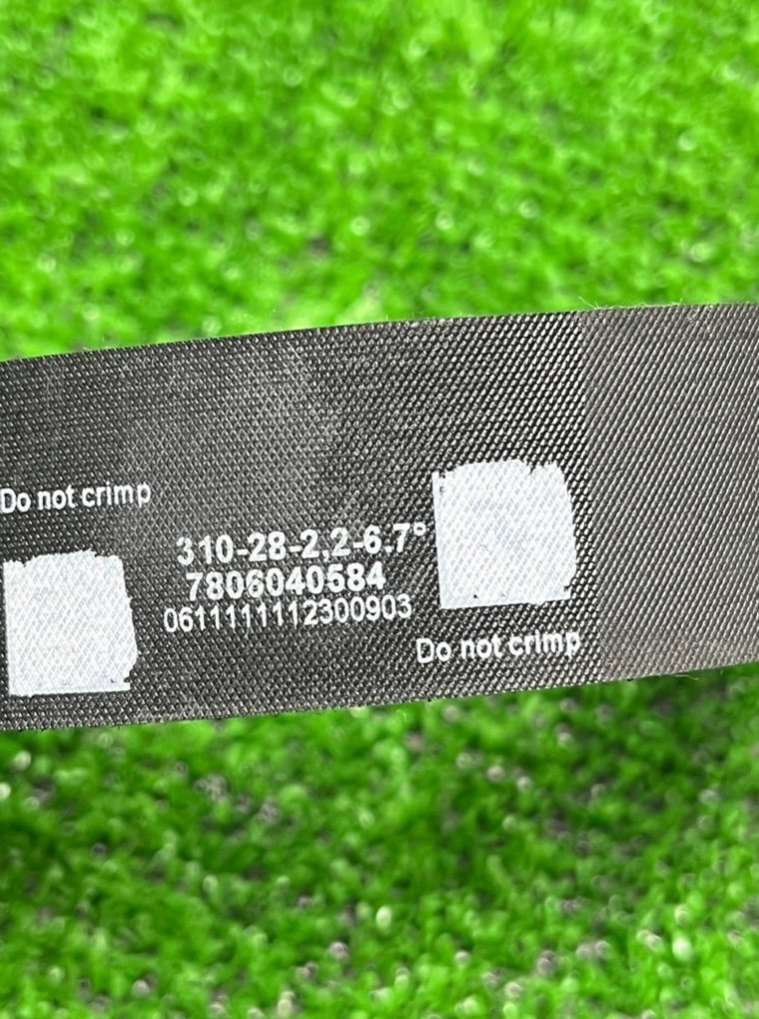 Do not crimp
310-28-2,2-6.7°
7806040584
0611111112300903
Do not crimp